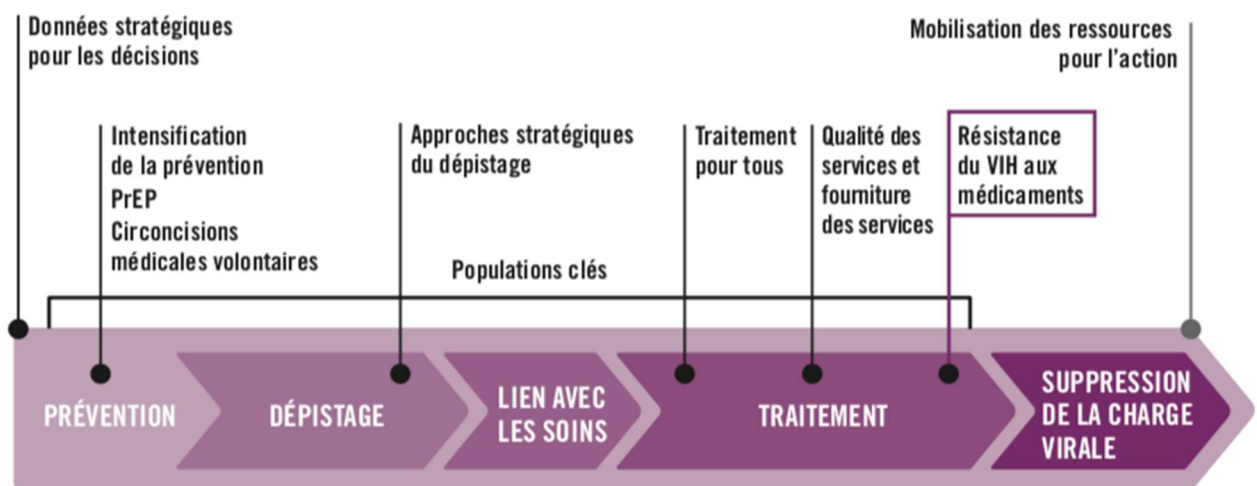 Données stratégiques
pour les décisions
Mobilisation des ressources
pour l'action
Intensification
de la prévention
PrEP
Circoncisions
médicales volontaires
Approches stratégiques
du dépistage
Traitement
pour tous
Qualité des
services et
fourniture
des services
Résistance
du VIH aux
médicaments
Populations clés
PRÉVENTION
DÉPISTAGE
LIEN AVEC
LES SOINS
TRAITEMENT
SUPPRESSION
DE LA CHARGE
VIRALE